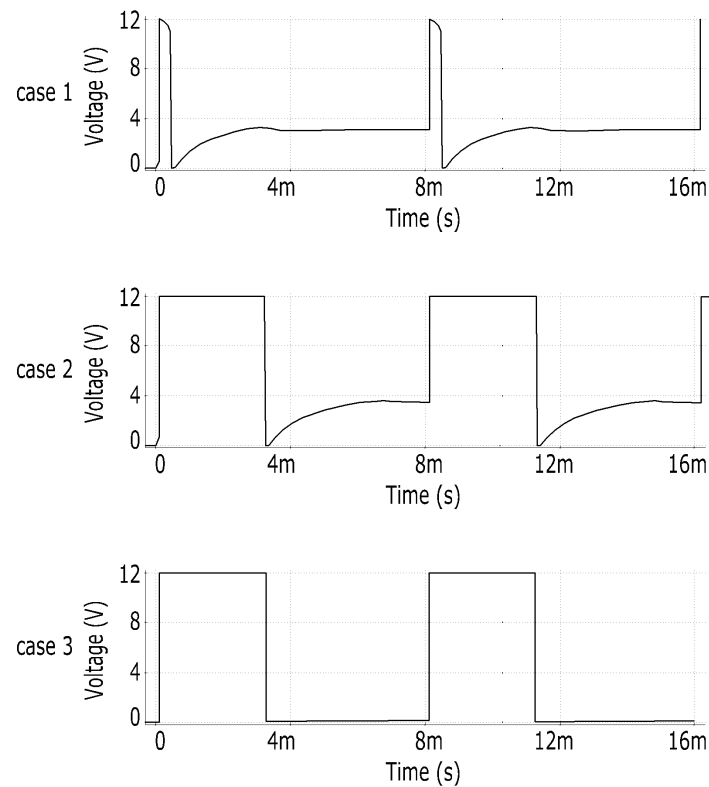 case 1
Voltage (V)
12
8
4
0
0 4m 8m 12m 16m
Time (s)
case 2
Voltage (V)
12
8
4
0
0 4m 8m 12m 16m
Time (s)
case 3
Voltage (V)
12
8
4
0
0 4m 8m 12m 16m
Time (s)